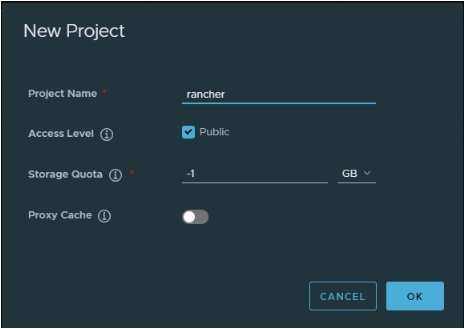 New Project
Project Name *
rancher
Access Level
Public
Storage Quota *
-1 GB
Proxy Cache
CANCEL OK